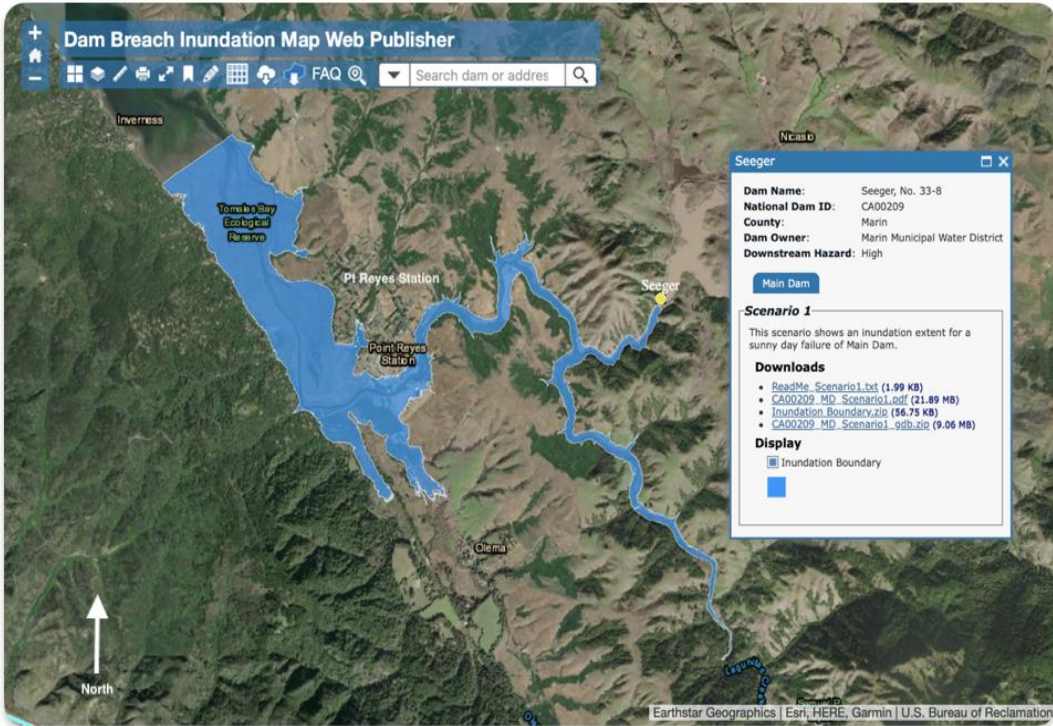 Dam Breach Inundation Map Web Publisher
FAQ
Search dam or addres
Inverness
Nicasio
Tomales Bay
Ecological
Reserve
Pt Reyes Station
Seeger
Point Reyes
Station
Olema
North
Seeger
Dam Name: Seeger, No. 33-8
National Dam ID: CA00209
County: Marin
Dam Owner: Marin Municipal Water District
Downstream Hazard: High
Main Dam
Scenario 1
This scenario shows an inundation extent for a
sunny day failure of Main Dam.
Downloads
ReadMe_Scenario1.txt (1.99 KB)
CA00209_MD_Scenario1.pdf (21.89 MB)
Inundation Boundary.zip (56.75 KB)
CA00209_MD_Scenario1_gdb.zip (9.06 MB)
Display
Inundation Boundary
Lagunitas
Earthstar Geographics | Esri, HERE, Garmin | U.S. Bureau of Reclamation